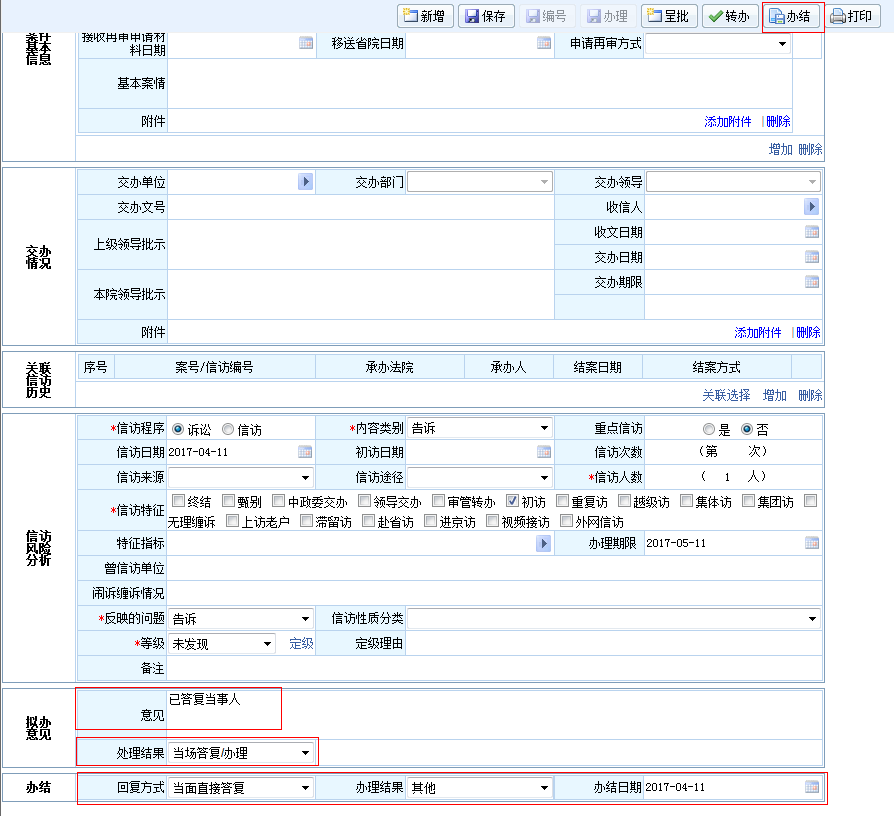 新增 保存 编号 办理 呈批 转办 办结 打印
案件基本信息
接收再审申请材料日期 移送省院日期 申请再审方式
基本案情
附件 添加附件 |删除
增加 删除
交办情况
交办单位 交办部门 交办领导
交办文号 收信人
上级领导批示 收文日期
交办日期
本院领导批示 交办期限
附件 添加附件 |删除
关联信访历史
序号 案号/信访编号 承办法院 承办人 结案日期 结案方式
关联选择 增加 删除
信访风险分析
*信访程序 诉讼 信访 *内容类别 告诉 重点信访 是 否
信访日期 2017-04-11 初访日期 信访次数 (第 次)
信访来源 信访途径 *信访人数 ( 1 人)
*信访特征 终结 甄别 中政委交办 领导交办 审管转办 初访 重复访 越级访 集体访 集团访
无理缠诉 上访老户 滞留访 赴省访 进京访 视频接访 外网信访
特征指标 办理期限 2017-05-11
曾信访单位
闹诉缠诉情况
*反映的问题 告诉 信访性质分类
*等级 未发现 定级 定级理由
备注
拟办意见
意见 已答复当事人
处理结果 当场答复/办理
办结
回复方式 当面直接答复 办理结果 其他 办结日期 2017-04-11